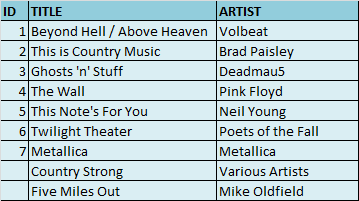 ID TITLE ARTIST
1 Beyond Hell / Above Heaven Volbeat
2 This is Country Music Brad Paisley
3 Ghosts 'n' Stuff Deadmau5
4 The Wall Pink Floyd
5 This Note's For You Neil Young
6 Twilight Theater Poets of the Fall
7 Metallica Metallica
Country Strong Various Artists
Five Miles Out Mike Oldfield